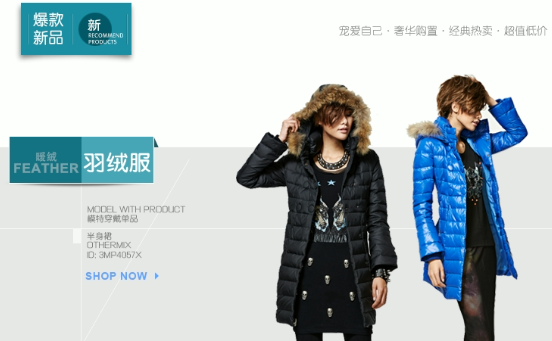 爆款
新品
新
RECOMMEND
PRODUCTS
宠爱自己·奢华购置·经典热卖·超值低价
暖绒
FEATHER
羽绒服
MODEL WITH PRODUCT
模特穿戴单品
半身裙
OTHERMIX
ID: 3MP4057X
SHOP NOW